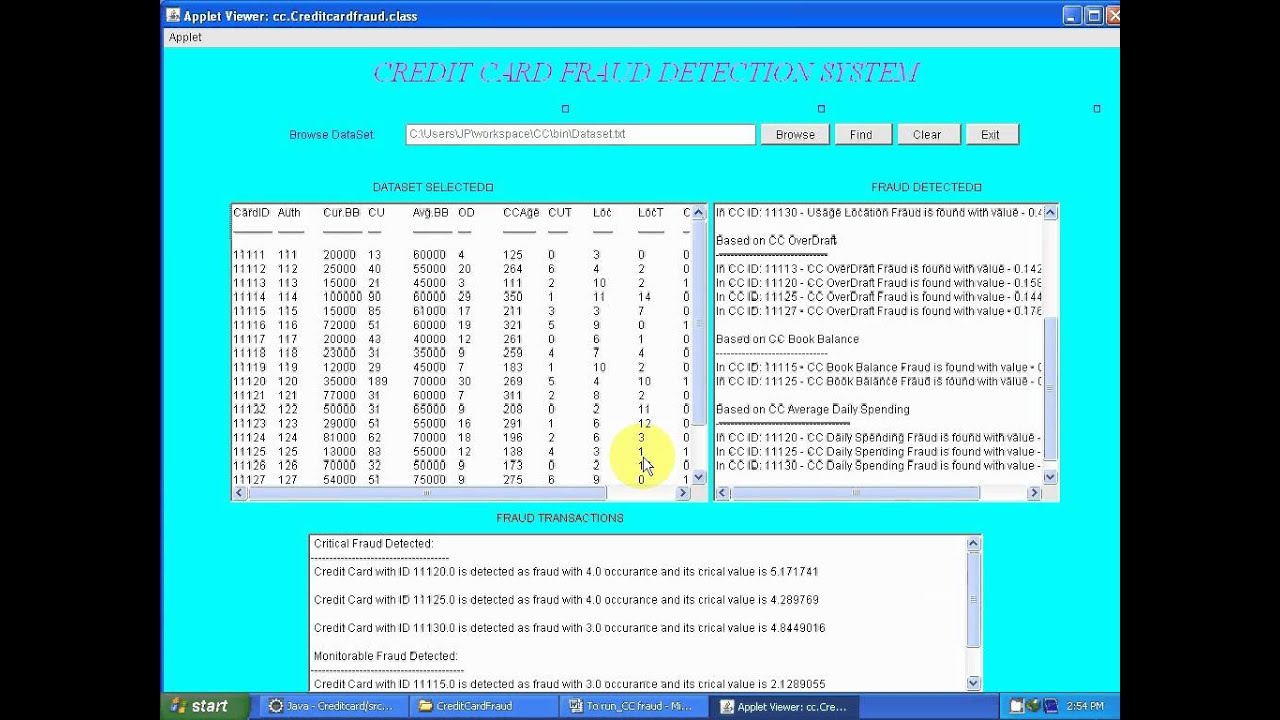 Applet Viewer: cc.Creditcardfraud.class
Applet
CREDIT CARD FRAUD DETECTION SYSTEM
Browse DataSet: C:\Users\JP\workspace\CC\bin\Dataset.txt Browse Find Clear Exit
DATASET SELECTED
CardID Auth Cur.BB CU Avg.BB OD CCAge CUT Loc LocT C
11111 111 20000 13 60000 4 125 0 3 0 0
11112 112 25000 40 55000 20 264 6 4 2 0
11113 113 15000 21 45000 3 111 2 10 2 1
11114 114 100000 90 60000 29 350 1 11 14 0
11115 115 15000 85 61000 17 211 3 3 7 0
11116 116 72000 51 60000 19 321 5 9 0 1
11117 117 20000 43 40000 12 261 0 2 4 0
11118 118 23000 31 35000 9 259 4 7 4 0
11119 119 12000 29 45000 7 183 1 10 2 0
11120 120 35000 189 70000 30 269 5 4 10 1
11121 121 77000 31 60000 7 311 2 8 2 0
11122 122 50000 31 65000 9 208 0 2 11 0
11123 123 29000 51 55000 16 291 1 6 12 0
11124 124 81000 62 70000 18 196 2 6 3 1
11125 125 13000 83 55000 12 138 4 3 1 1
11126 126 70000 32 50000 9 173 0 2 0
11127 127 54000 51 75000 9 275 6 9 0 1
FRAUD DETECTED
In CC ID: 11130 - Usage Location Fraud is found with value - 0.4
Based on CC OverDraft
------------------------------
In CC ID: 11113 - CC OverDraft Fraud is found with value - 0.142
In CC ID: 11120 - CC OverDraft Fraud is found with value - 0.158
In CC ID: 11125 - CC OverDraft Fraud is found with value - 0.144
In CC ID: 11127 - CC OverDraft Fraud is found with value - 0.176
Based on CC Book Balance
------------------------------
In CC ID: 11115 - CC Book Balance Fraud is found with value - 0
In CC ID: 11125 - CC Book Balance Fraud is found with value - 0
Based on CC Average Daily Spending
------------------------------------
In CC ID: 11120 - CC Daily Spending Fraud is found with value -
In CC ID: 11125 - CC Daily Spending Fraud is found with value -
In CC ID: 11130 - CC Daily Spending Fraud is found with value -
FRAUD TRANSACTIONS
Critical Fraud Detected:
-------------------------------------
Credit Card with ID 11120.0 is detected as fraud with 4.0 occurance and its crical value is 5.171741
Credit Card with ID 11125.0 is detected as fraud with 4.0 occurance and its crical value is 4.289769
Credit Card with ID 11130.0 is detected as fraud with 3.0 occurance and its crical value is 4.8449016
Monitorable Fraud Detected:
-----------------------------------------
Credit Card with ID 11115.0 is detected as fraud with 3.0 occurance and its crical value is 2.1289055
start Java - Creditcard/src... CreditCardFraud To run_CC fraud - Mi... Applet Viewer: cc.Cre... 2:54 PM